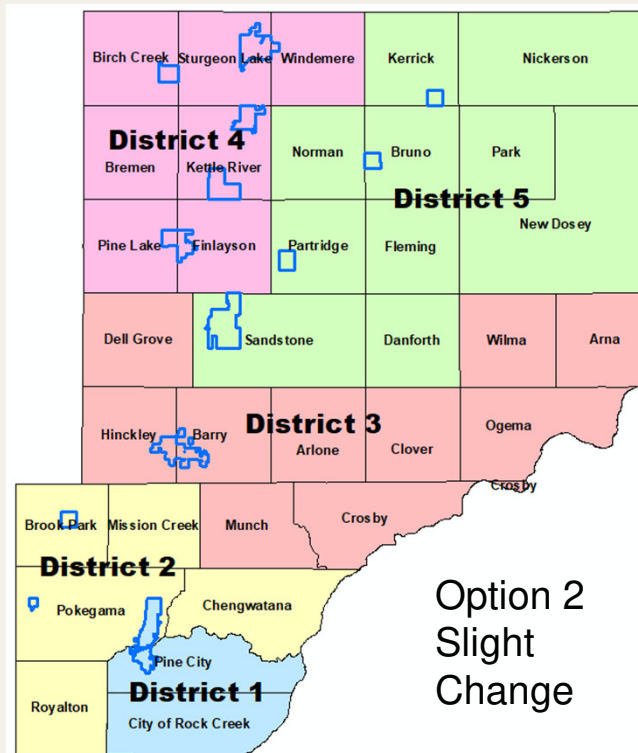 Birch Creek
Sturgeon Lake
Windemere
Kerrick
Nickerson
District 4
Bremen
Kettle River
Norman
Bruno
Park
District 5
New Dosey
Pine Lake
Finlayson
Partridge
Fleming
Dell Grove
Sandstone
Danforth
Wilma
Arna
Hinckley
Barry
District 3
Arlone
Clover
Ogema
Crosby
Brook Park
Mission Creek
Munch
Crosby
District 2
Pokegama
Chengwatana
Pine City
District 1
Royalton
City of Rock Creek
Option 2
Slight
Change